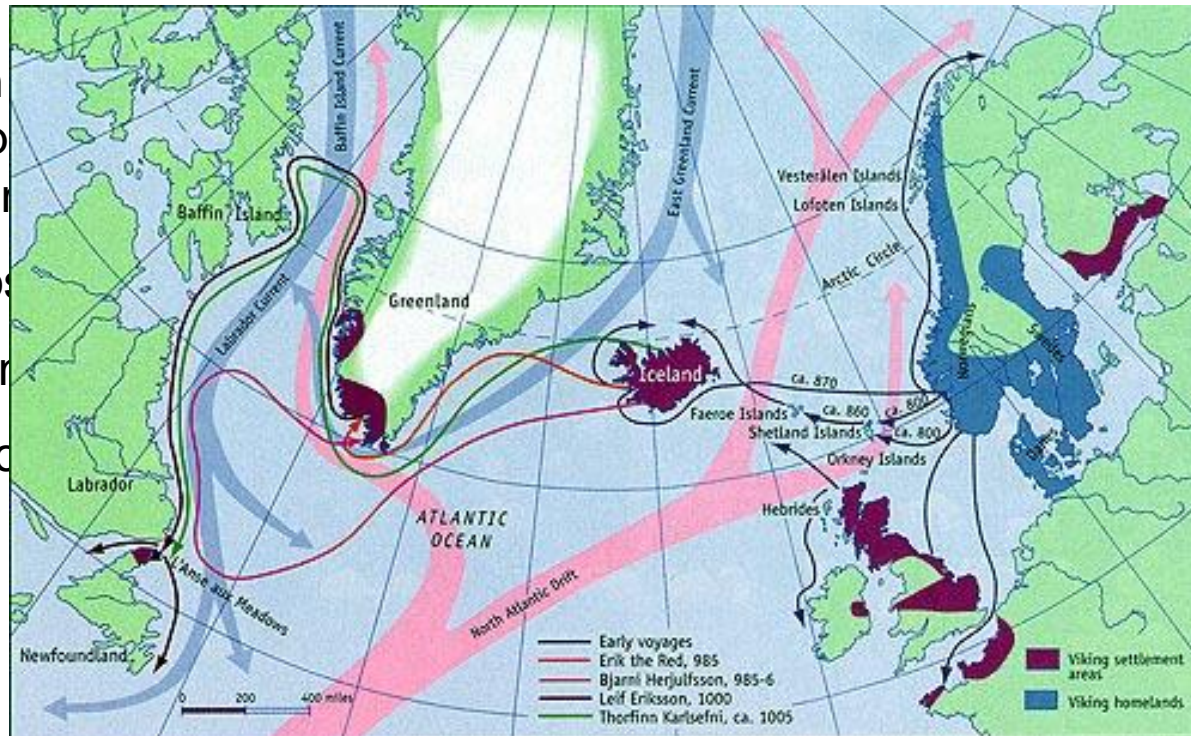 Baffin Island Current
East Greenland Current
Vesterålen Islands
Lofoten Islands
Baffin Island
Arctic Circle
Labrador Current
Greenland
Norwegians
Swedes
Iceland
ca. 870
Faeroe Islands
ca. 860
ca. 800
Shetland Islands
ca. 800
Danes
Orkney Islands
Labrador
Hebrides
ATLANTIC
OCEAN
L'Anse aux Meadows
North Atlantic Drift
Newfoundland
0 200 400 miles
Early voyages
Erik the Red, 985
Bjarni Herjulfsson, 985-6
Leif Eriksson, 1000
Thorfinn Karlsefni, ca. 1005
Viking settlement
areas
Viking homelands